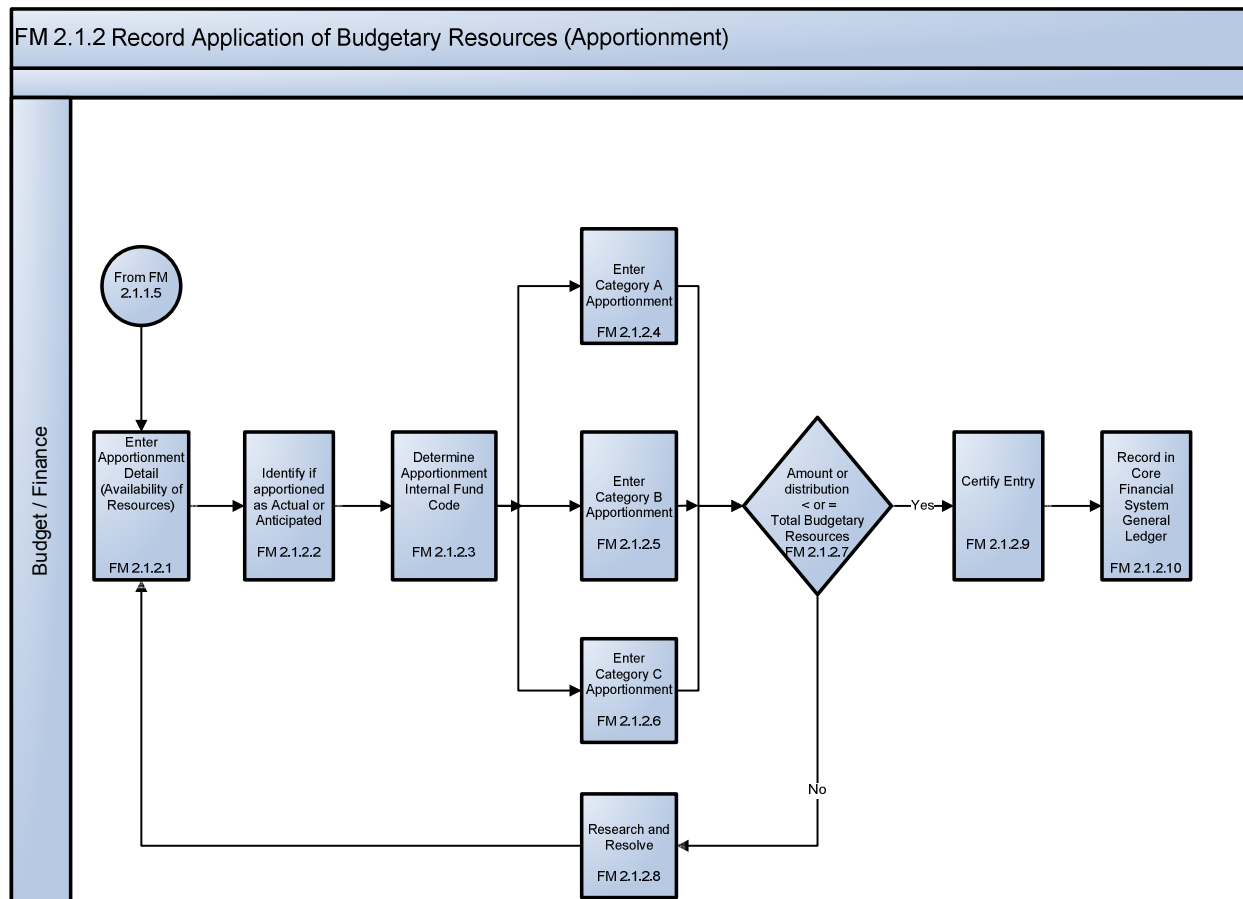 FM 2.1.2 Record Application of Budgetary Resources (Apportionment)
Budget / Finance
From FM
2.1.1.5
Enter
Apportionment
Detail
(Availability of
Resources)
FM 2.1.2.1
Identify if
apportioned
as Actual or
Anticipated
FM 2.1.2.2
Determine
Apportionment
Internal Fund
Code
FM 2.1.2.3
Enter
Category A
Apportionment
FM 2.1.2.4
Enter
Category B
Apportionment
FM 2.1.2.5
Enter
Category C
Apportionment
FM 2.1.2.6
Amount or
distribution
< or =
Total Budgetary
Resources
FM 2.1.2.7
Yes
Certify Entry
FM 2.1.2.9
Record in
Core
Financial
System
General
Ledger
FM 2.1.2.10
No
Research and
Resolve
FM 2.1.2.8